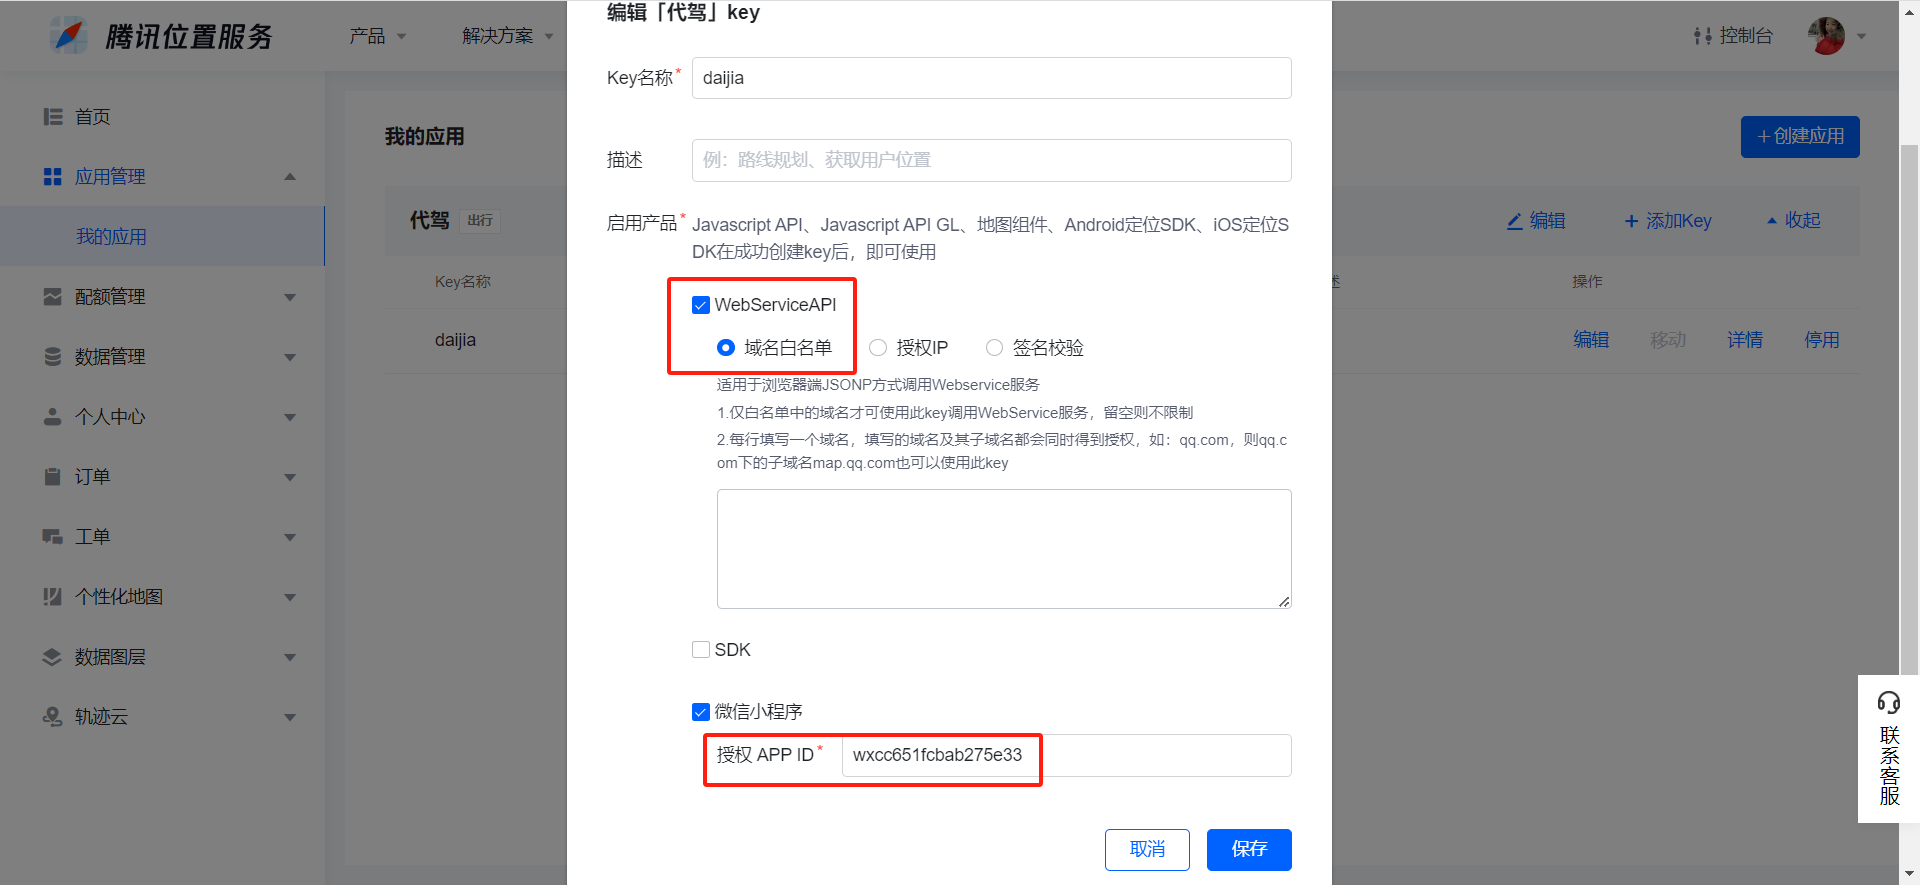 腾讯位置服务
产品
解决方案
控制台
首页
应用管理
我的应用
配额管理
数据管理
个人中心
订单
工单
个性化地图
数据图层
轨迹云
我的应用
+创建应用
代驾 出行
编辑
+ 添加Key
收起
Key名称
述
操作
daijia
编辑
移动
详情
停用
编辑「代驾」key
Key名称*
daijia
描述
例：路线规划、获取用户位置
启用产品*
Javascript API、Javascript API GL、地图组件、Android定位SDK、iOS定位S
DK在成功创建key后，即可使用
WebServiceAPI
域名白名单
授权IP
签名校验
适用于浏览器端JSONP方式调用Webservice服务
1.仅白名单中的域名才可使用此key调用WebService服务，留空则不限制
2.每行填写一个域名，填写的域名及其子域名都会同时得到授权，如：qq.com，则qq.c
om下的子域名map.qq.com也可以使用此key
SDK
微信小程序
授权 APP ID*
wxcc651fcbab275e33
取消
保存
联系客服